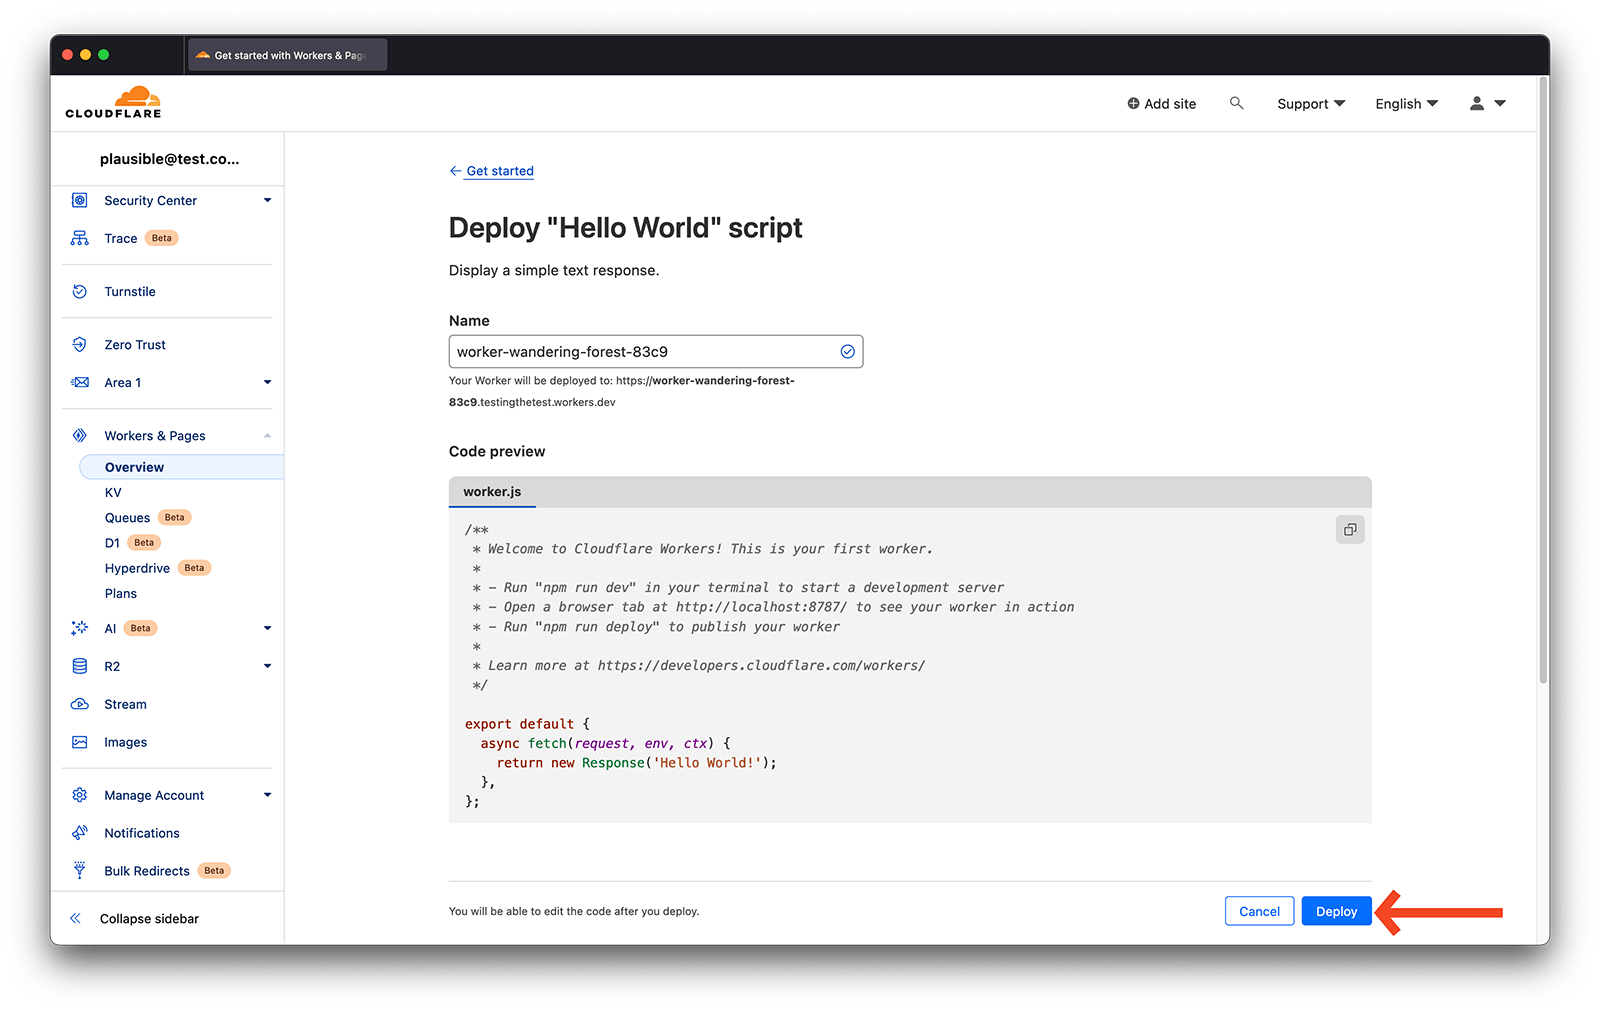 Get started with Workers & Pag
CLOUDFLARE
Add site
Support
English
plausible@test.co...
Security Center
Trace Beta
Turnstile
Zero Trust
Area 1
Workers & Pages
Overview
KV
Queues Beta
D1 Beta
Hyperdrive Beta
Plans
AI Beta
R2
Stream
Images
Manage Account
Notifications
Bulk Redirects Beta
Collapse sidebar
Get started
Deploy "Hello World" script
Display a simple text response.
Name
worker-wandering-forest-83c9
Your Worker will be deployed to: https://worker-wandering-forest-
83c9.testingthetest.workers.dev
Code preview
worker.js
/**
 * Welcome to Cloudflare Workers! This is your first worker.
 *
 * - Run "npm run dev" in your terminal to start a development server
 * - Open a browser tab at http://localhost:8787/ to see your worker in action
 * - Run "npm run deploy" to publish your worker
 *
 * Learn more at https://developers.cloudflare.com/workers/
 */
export default {
  async fetch(request, env, ctx) {
    return new Response('Hello World!');
  },
};
You will be able to edit the code after you deploy.
Cancel
Deploy